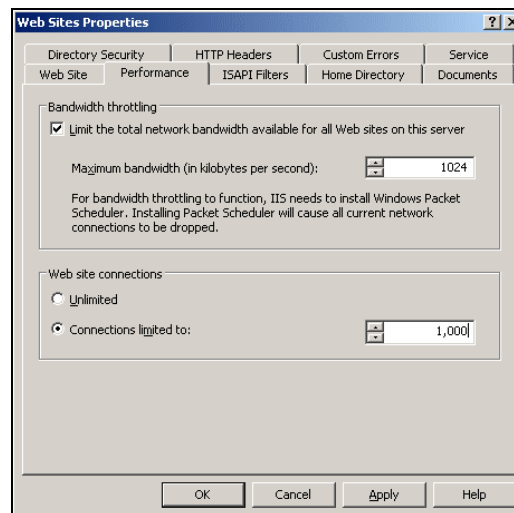 Web Sites Properties
Directory Security HTTP Headers Custom Errors Service
Web Site Performance ISAPI Filters Home Directory Documents
Bandwidth throttling
Limit the total network bandwidth available for all Web sites on this server
Maximum bandwidth (in kilobytes per second): 1024
For bandwidth throttling to function, IIS needs to install Windows Packet
Scheduler. Installing Packet Scheduler will cause all current network
connections to be dropped.
Web site connections
Unlimited
Connections limited to: 1,000
OK Cancel Apply Help